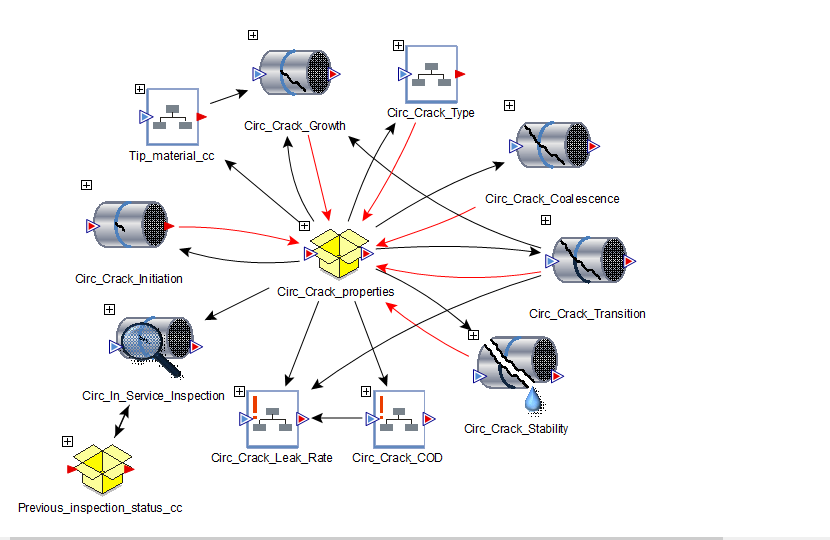 Circ_Crack_Growth
Circ_Crack_Type
Tip_material_cc
Circ_Crack_Coalescence
Circ_Crack_Initiation
Circ_Crack_properties
Circ_Crack_Transition
Circ_In_Service_Inspection
Circ_Crack_Stability
Circ_Crack_Leak_Rate
Circ_Crack_COD
Previous_inspection_status_cc